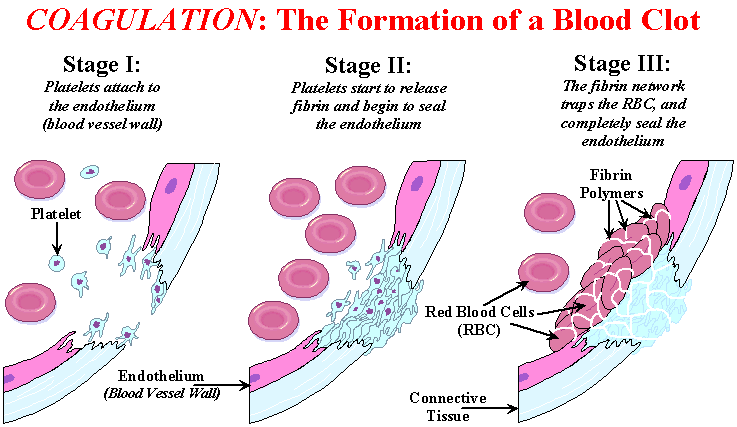 COAGULATION: The Formation of a Blood Clot
Stage I:
Platelets attach to
the endothelium
(blood vessel wall)
Stage II:
Platelets start to release
fibrin and begin to seal
the endothelium
Stage III:
The fibrin network
traps the RBC, and
completely seal the
endothelium
Platelet
Fibrin
Polymers
Red Blood Cells
(RBC)
Endothelium
(Blood Vessel Wall)
Connective
Tissue